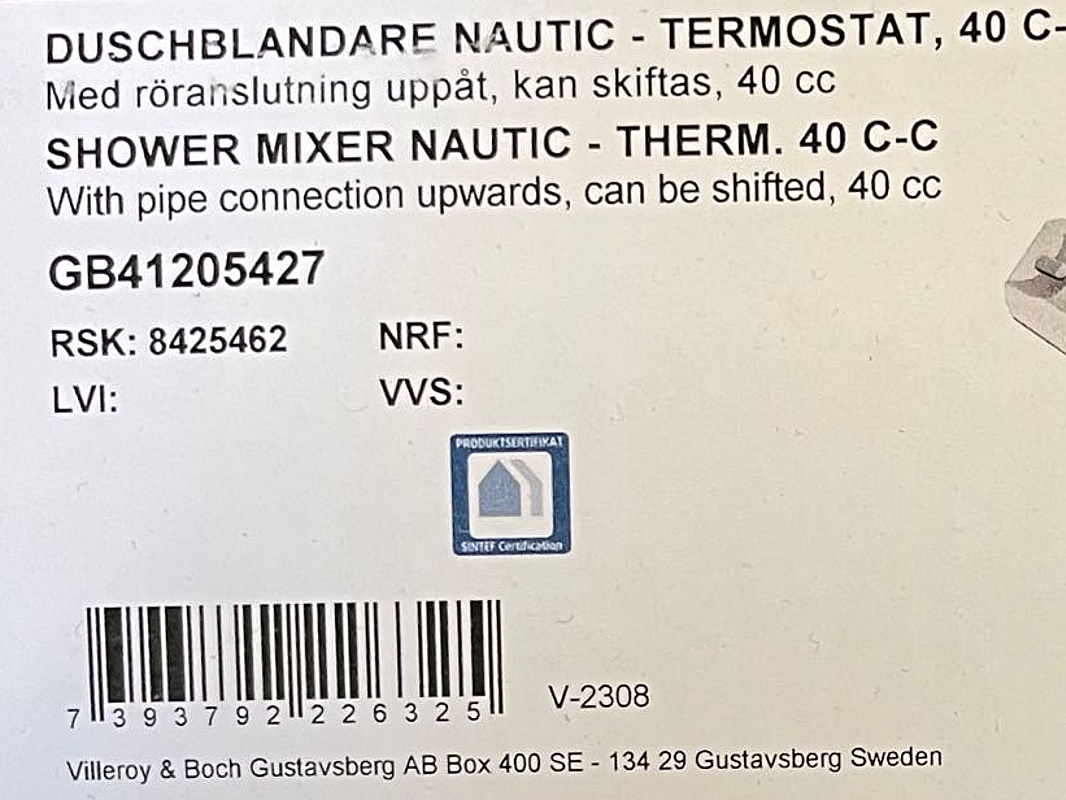 DUSCHBLANDARE NAUTIC - TERMOSTAT, 40 C-
Med röranslutning uppåt, kan skiftas, 40 cc
SHOWER MIXER NAUTIC - THERM. 40 C-C
With pipe connection upwards, can be shifted, 40 cc
GB41205427
RSK: 8425462 NRF:
LVI: VVS:
PRODUKTSERTIFIKAT
SINTEF Certification
7 393792 226325
V-2308
Villeroy & Boch Gustavsberg AB Box 400 SE - 134 29 Gustavsberg Sweden